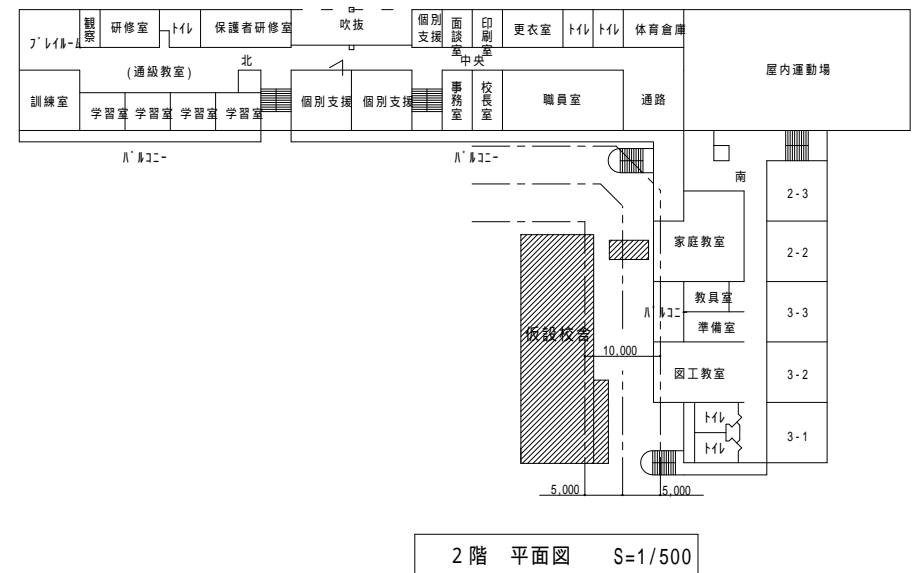 観察
研修室
トイレ
保護者研修室
吹抜
個別支援
面談室
印刷室
更衣室
トイレ
トイレ
体育倉庫
プレイルーム
(通級教室)
北
中央
屋内運動場
訓練室
学習室
学習室
学習室
学習室
個別支援
個別支援
事務室
校長室
職員室
通路
バルコニー
バルコニー
南
2-3
家庭教室
2-2
教具室
バルコニー
3-3
準備室
仮設校舎
10,000
図工教室
3-2
トイレ
トイレ
3-1
5,000
5,000
2階 平面図 S=1/500